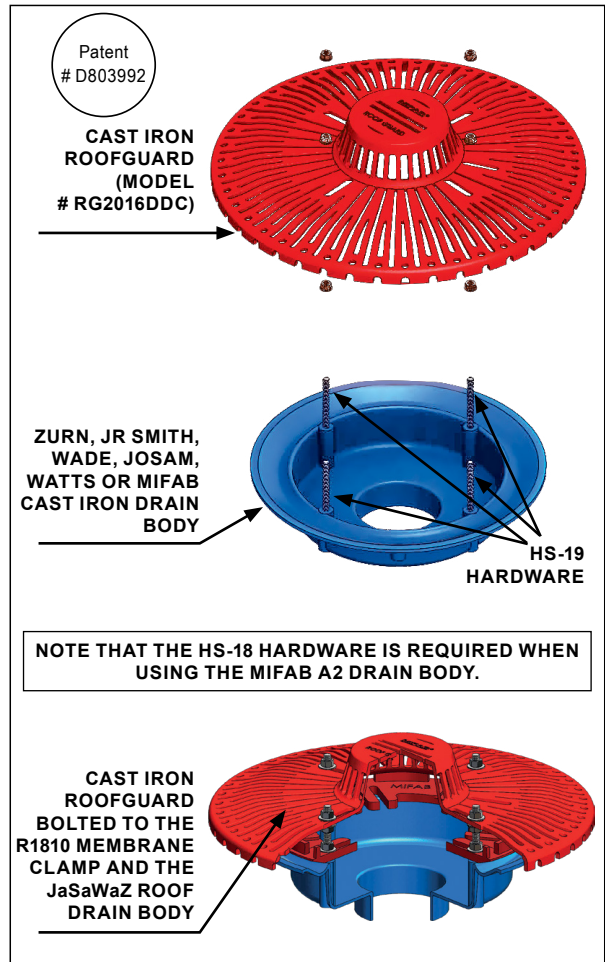 Patent
# D803992
CAST IRON
ROOFGUARD
(MODEL
# RG2016DDC)
ROOF GUARD
ZURN, JR SMITH,
WADE, JOSAM,
WATTS OR MIFAB
CAST IRON DRAIN
BODY
HS-19
HARDWARE
NOTE THAT THE HS-18 HARDWARE IS REQUIRED WHEN
USING THE MIFAB A2 DRAIN BODY.
MIFAB
CAST IRON
ROOFGUARD
BOLTED TO THE
R1810 MEMBRANE
CLAMP AND THE
JaSaWaZ ROOF
DRAIN BODY